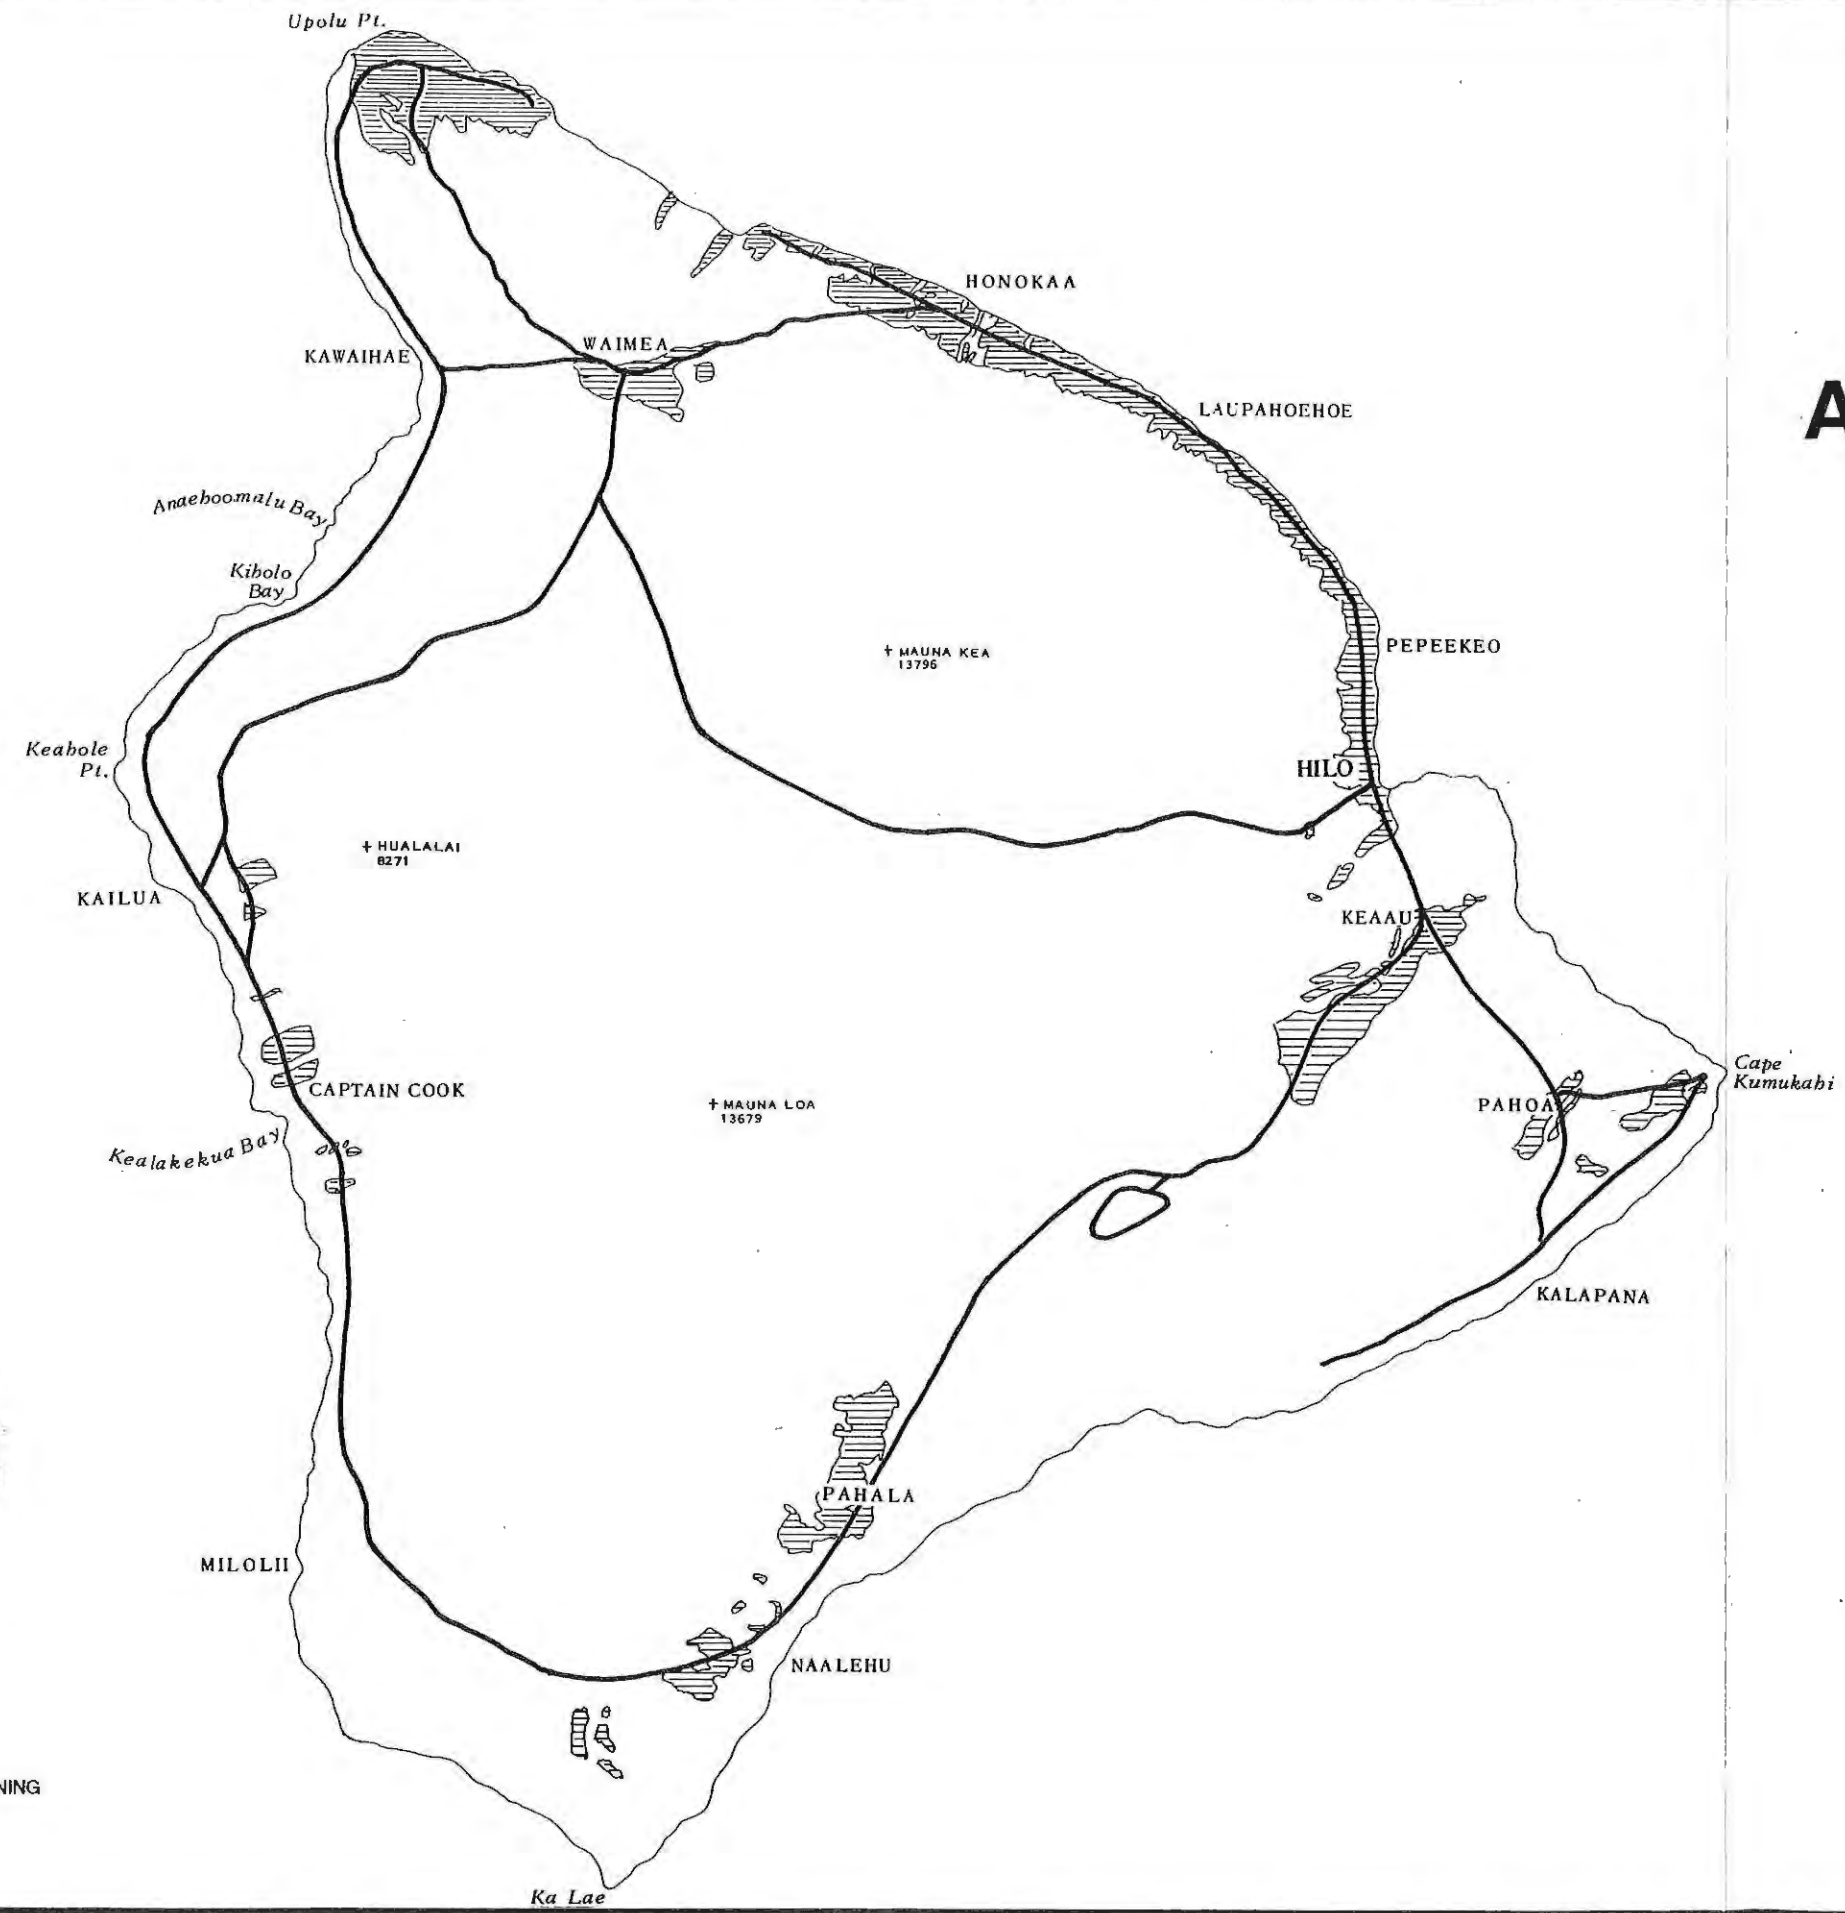 Upolu Pt.
HONOKAA
WAIMEA
KAWAIHAE
LAUPAHOEHOE
A
Anaehoomalu Bay
Kiholo
Bay
MAUNA KEA
13796
PEPEEKEO
Keahole
Pt.
HILO
HUALALAI
8271
KAILUA
KEAAU
Cape
Kumukahi
CAPTAIN COOK
MAUNA LOA
13679
PAHOA
Kealakekua Bay
KALAPANA
PAHALA
MILOLII
NAALEHU
NING
Ka Lae